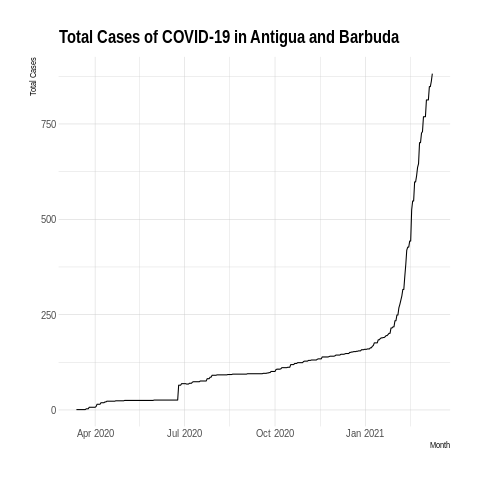 Total Cases of COVID-19 in Antigua and Barbuda
Total Cases
750
500
250
0
Apr 2020 Jul 2020 Oct 2020 Jan 2021
Month